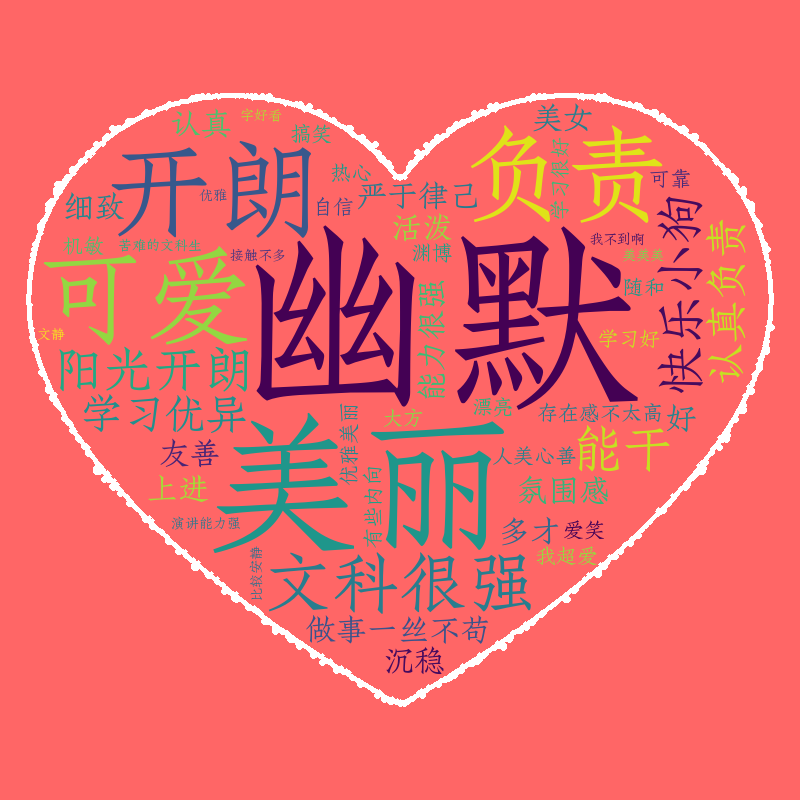 字好看
认真
美女
搞笑
开朗
负责
学习很好
热心
可靠
优雅
严于律己
细致
自信
快乐小狗
活泼
我不到啊
认真负责
苦难的文科生
接触不多
渊博
美美美
可爱
幽默
随和
能力很强
文静
学习好
阳光开朗
学习优异
优雅美丽
大方
漂亮
存在感不太高
好
美丽
友善
有些内向
人美心善
能干
上进
氛围感
演讲能力强
多才
爱笑
比较安静
我超爱
文科很强
做事一丝不苟
沉稳